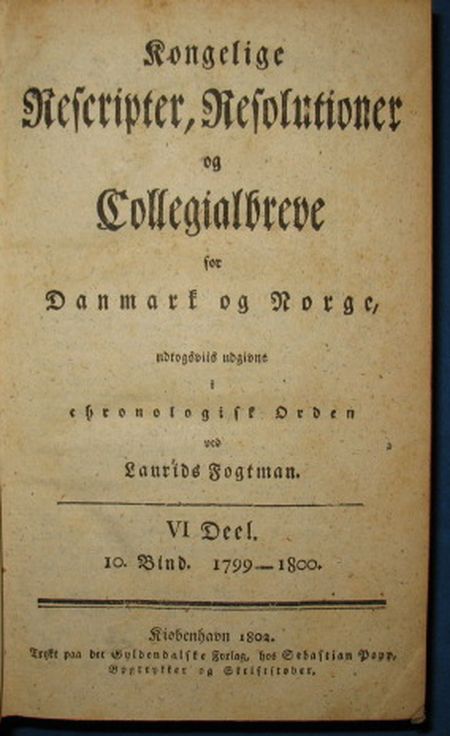 Kongelige
Rescripter, Resolutioner
og
Collegialbreve
for
Danmark og Norge,
udtogsviis udgivne
i
chronologisk Orden
ved
Laurids Fogtman.
VI Deel.
10. Bind. 1799—1800.
Kiøbenhavn 1802.
Trykt paa det Gyldendalske Forlag, hos Sebastian Popp,
Bogtrykker og Skriftstøber.